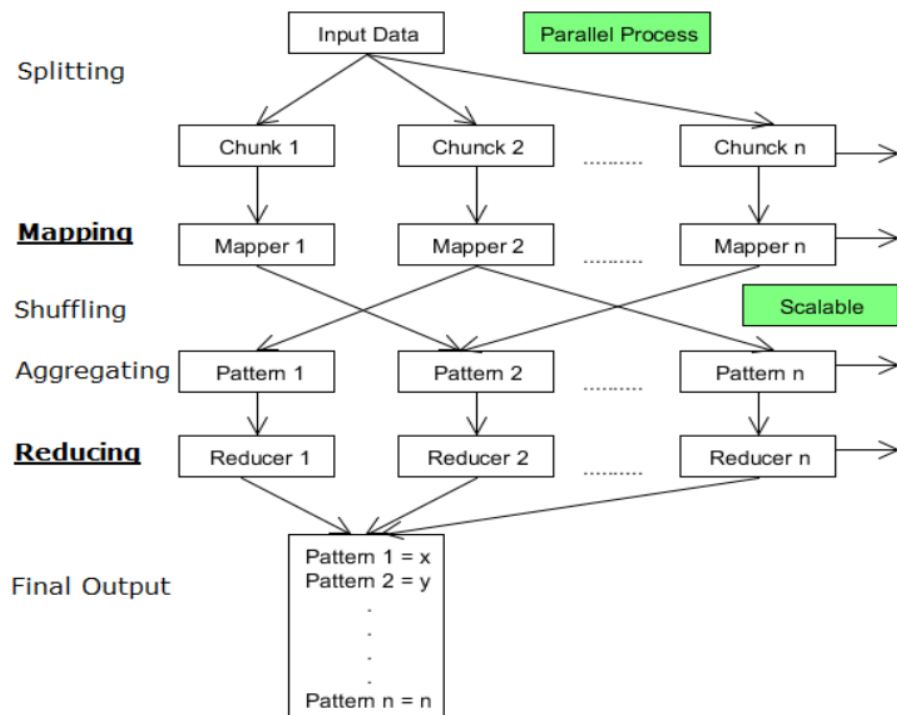 Input Data
Parallel Process
Splitting
Chunk 1
Chunck 2
..........
Chunck n
Mapping
Mapper 1
Mapper 2
..........
Mapper n
Shuffling
Scalable
Aggregating
Pattern 1
Pattern 2
..........
Pattern n
Reducing
Reducer 1
Reducer 2
..........
Reducer n
Final Output
Pattern 1 = x
Pattern 2 = y
.
.
.
.
Pattern n = n